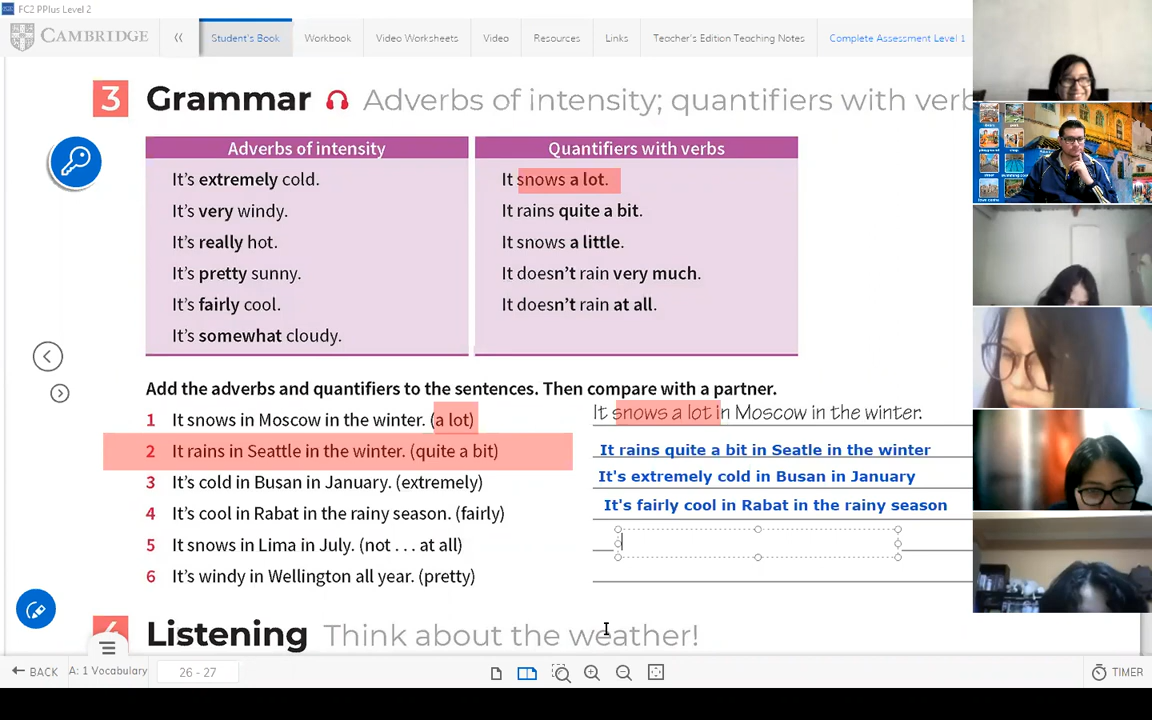 FC2 PPlus Level 2
CAMBRIDGE
Student's Book
Workbook
Video Worksheets
Video
Resources
Links
Teacher's Edition Teaching Notes
Complete Assessment Level 1
3 Grammar Adverbs of intensity; quantifiers with verb
Adverbs of intensity
It's extremely cold.
It's very windy.
It's really hot.
It's pretty sunny.
It's fairly cool.
It's somewhat cloudy.
Quantifiers with verbs
It snows a lot.
It rains quite a bit.
It snows a little.
It doesn't rain very much.
It doesn't rain at all.
Add the adverbs and quantifiers to the sentences. Then compare with a partner.
1 It snows in Moscow in the winter. (a lot)
It snows a lot in Moscow in the winter.
2 It rains in Seattle in the winter. (quite a bit)
It rains quite a bit in Seatle in the winter
3 It's cold in Busan in January. (extremely)
It's extremely cold in Busan in January
4 It's cool in Rabat in the rainy season. (fairly)
It's fairly cool in Rabat in the rainy season
5 It snows in Lima in July. (not . . . at all)
6 It's windy in Wellington all year. (pretty)
Listening Think about the weather!
BACK
A: 1 Vocabulary
26 - 27
TIMER